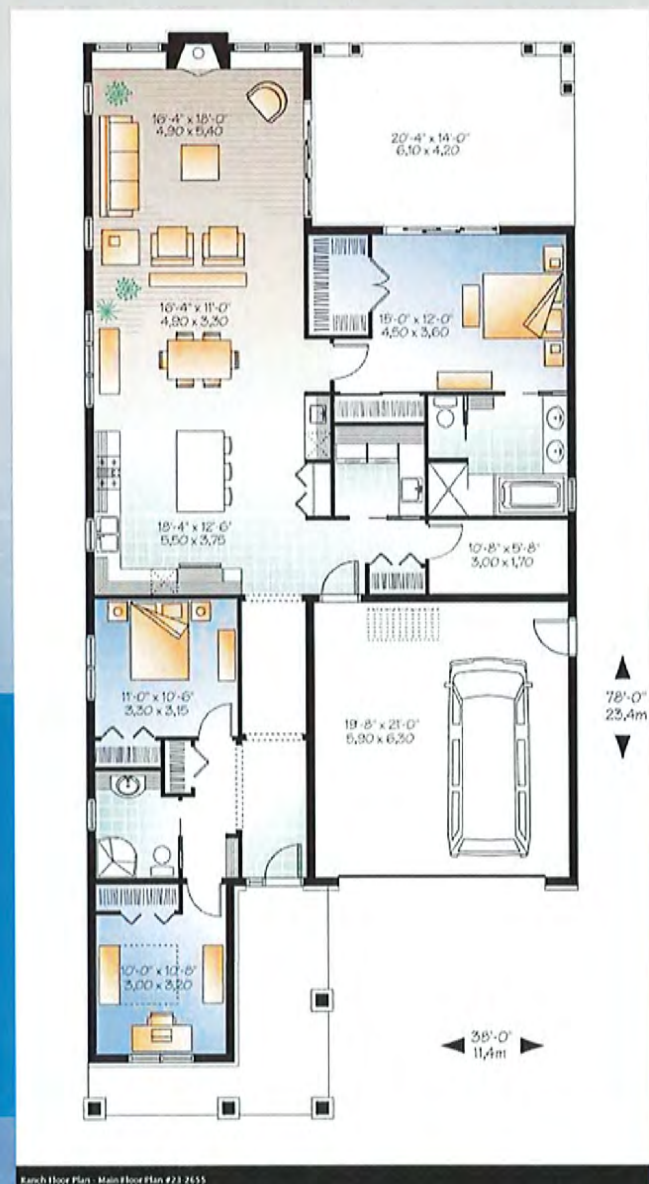 16'-4" x 18'-0"
4,90 x 5,40
20'-4" x 14'-0"
6,10 x 4,20
16'-4" x 11'-0"
4,90 x 3,30
15'-0" x 12'-0"
4,50 x 3,60
18'-4" x 12'-6"
5,50 x 3,75
10'-8" x 5'-8"
3,00 x 1,70
11'-0" x 10'-6"
3,30 x 3,15
19'-8" x 21'-0"
5,90 x 6,30
78'-0"
23,4m
10'-0" x 10'-8"
3,00 x 3,20
38'-0"
11,4m
Ranch Floor Plan - Main Floor Plan #23-2655